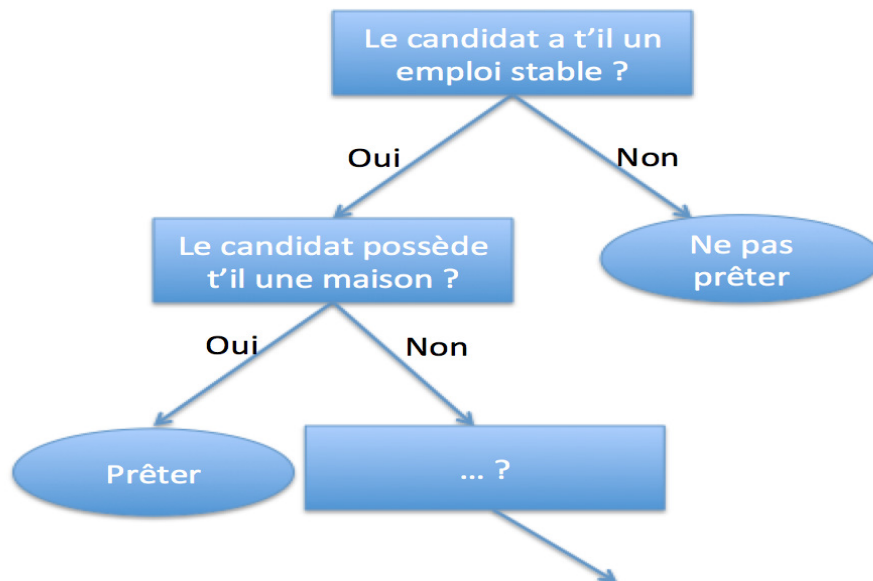 Le candidat a t'il un
emploi stable ?
Oui
Non
Le candidat possède
t'il une maison ?
Ne pas
prêter
Oui
Non
Prêter
... ?